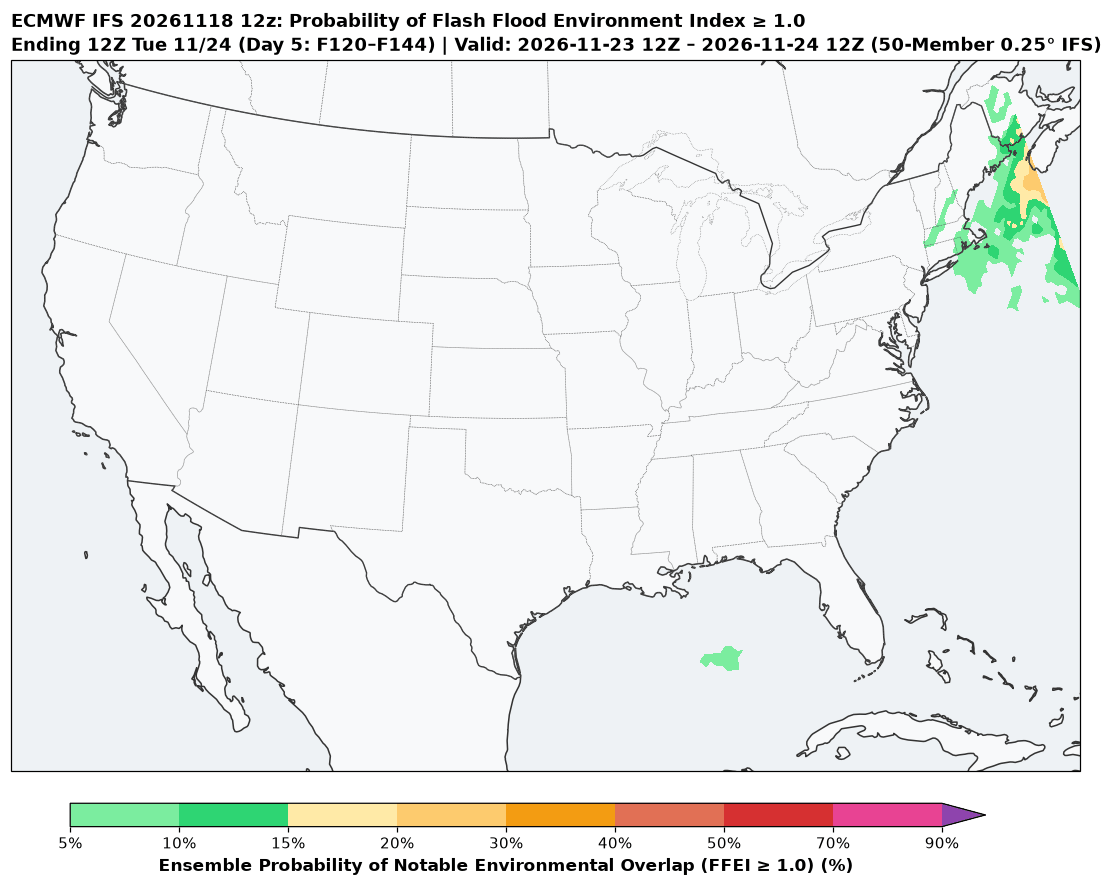 ECMWF IFS 20261118 12z: Probability of Flash Flood Environment Index ≥ 1.0
Ending 12Z Tue 11/24 (Day 5: F120–F144) | Valid: 2026-11-23 12Z – 2026-11-24 12Z (50-Member 0.25° IFS)
5% 10% 15% 20% 30% 40% 50% 70% 90%
Ensemble Probability of Notable Environmental Overlap (FFEI ≥ 1.0) (%)